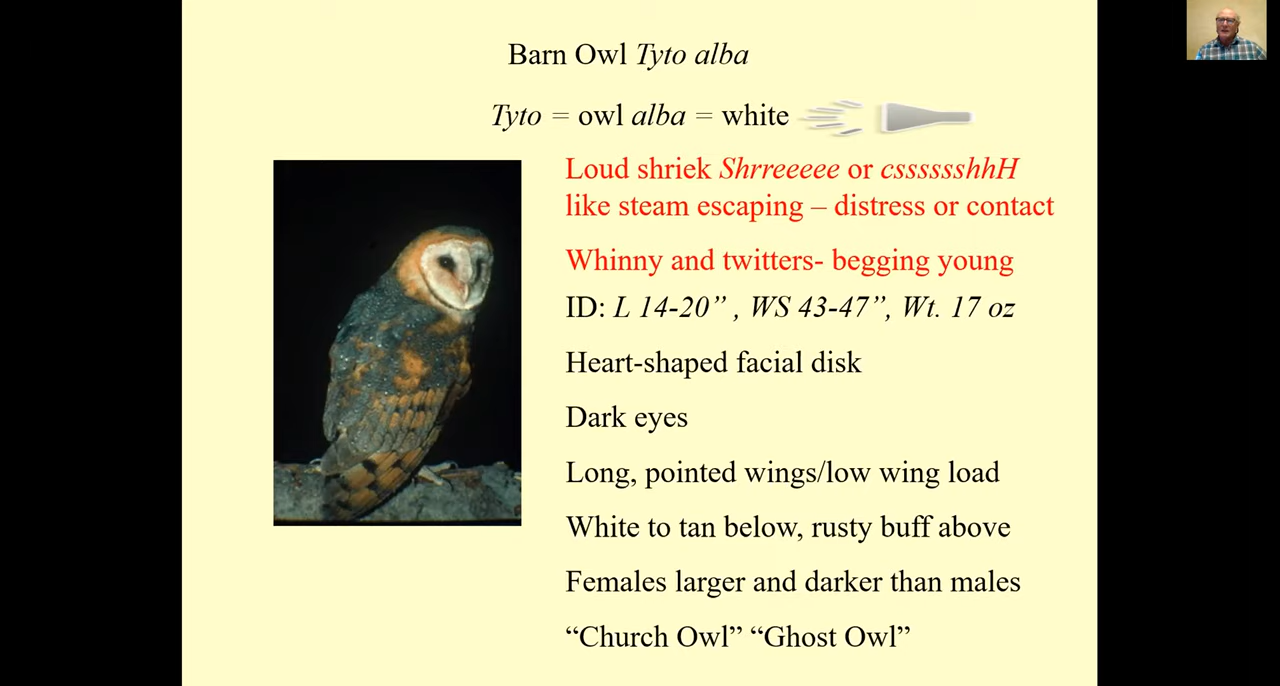 Barn Owl Tyto alba
Tyto = owl alba = white
Loud shriek Shrreeeee or cssssssshhH
like steam escaping – distress or contact
Whinny and twitters- begging young
ID: L 14-20” , WS 43-47”, Wt. 17 oz
Heart-shaped facial disk
Dark eyes
Long, pointed wings/low wing load
White to tan below, rusty buff above
Females larger and darker than males
“Church Owl” “Ghost Owl”